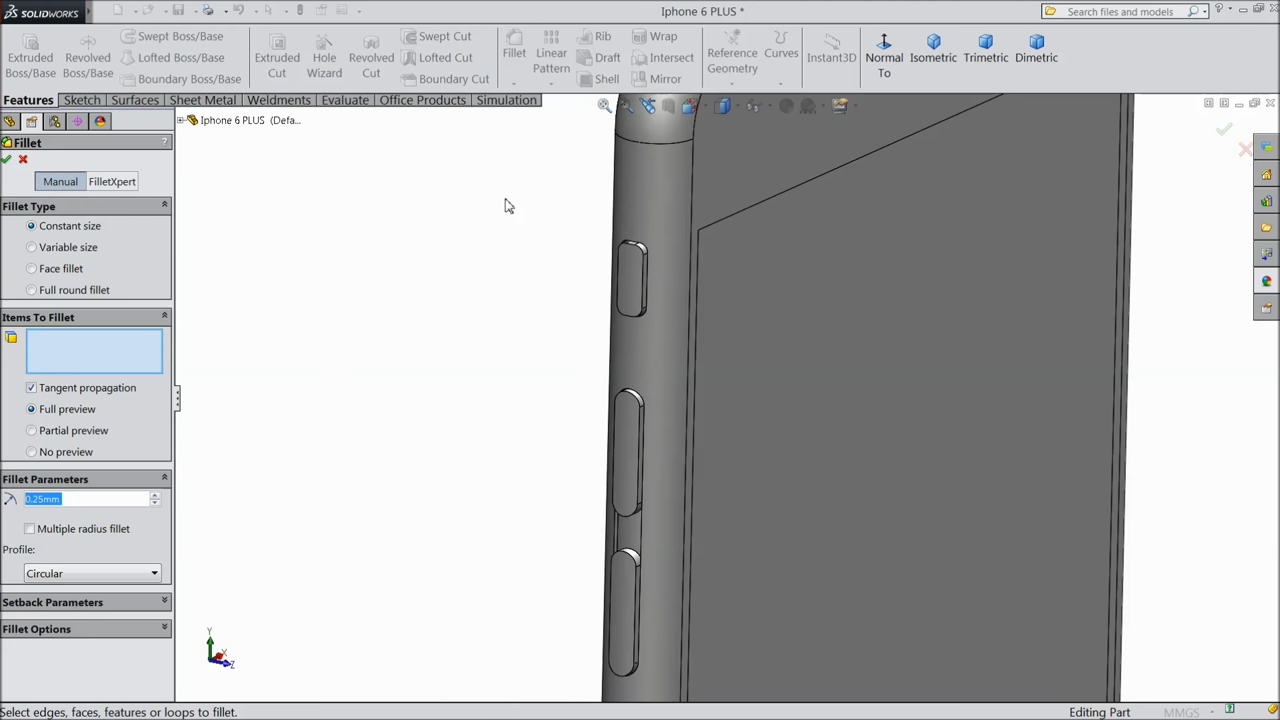 SOLIDWORKS
Iphone 6 PLUS *
Search files and models
Extruded Boss/Base
Revolved Boss/Base
Swept Boss/Base
Lofted Boss/Base
Boundary Boss/Base
Extruded Cut
Hole Wizard
Revolved Cut
Swept Cut
Lofted Cut
Boundary Cut
Fillet
Linear Pattern
Rib
Draft
Shell
Wrap
Intersect
Mirror
Reference Geometry
Curves
Instant3D
Normal To
Isometric
Trimetric
Dimetric
Features Sketch Surfaces Sheet Metal Weldments Evaluate Office Products Simulation
Iphone 6 PLUS (Defa...
Fillet ?
Manual FilletXpert
Fillet Type
Constant size
Variable size
Face fillet
Full round fillet
Items To Fillet
Tangent propagation
Full preview
Partial preview
No preview
Fillet Parameters
0.25mm
Multiple radius fillet
Profile:
Circular
Setback Parameters
Fillet Options
Y
X
Z
Select edges, faces, features or loops to fillet.
Editing Part
MMGS